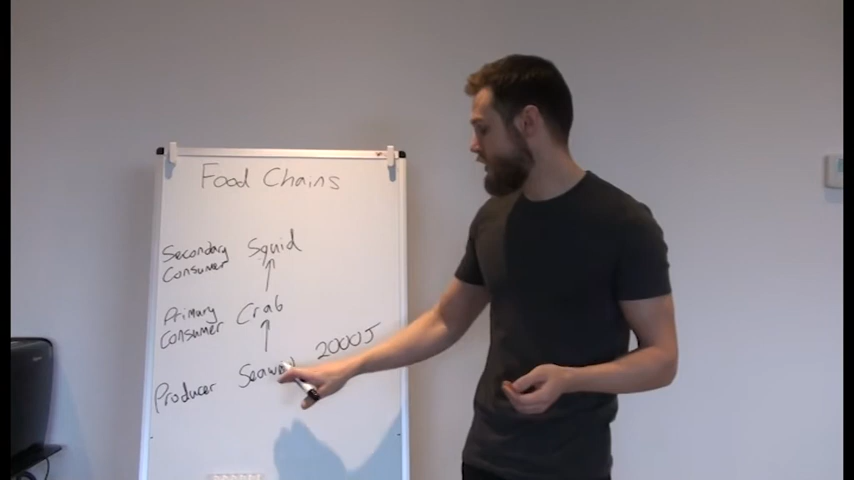 Food Chains
Secondary Consumer Squid
Primary Consumer Crab
Producer 2000J